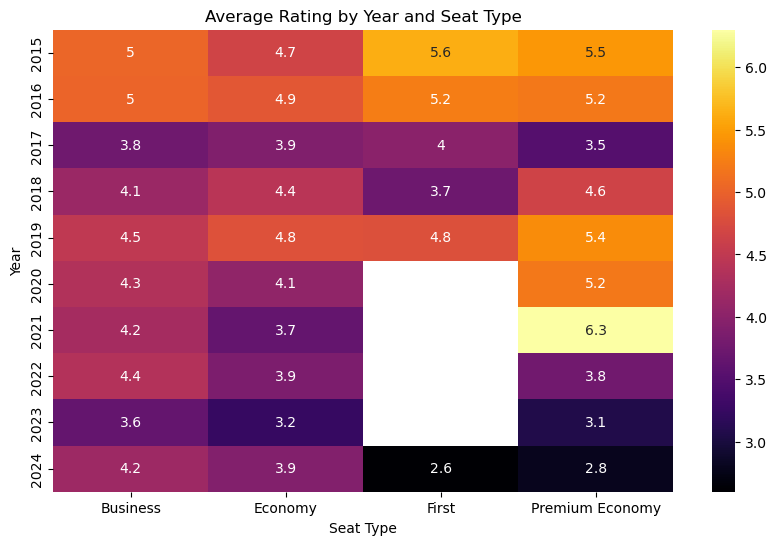 Average Rating by Year and Seat Type
2015 5 4.7 5.6 5.5
2016 5 4.9 5.2 5.2
2017 3.8 3.9 4 3.5
2018 4.1 4.4 3.7 4.6
2019 4.5 4.8 4.8 5.4
2020 4.3 4.1 5.2
2021 4.2 3.7 6.3
2022 4.4 3.9 3.8
2023 3.6 3.2 3.1
2024 4.2 3.9 2.6 2.8
Year
Business Economy First Premium Economy
Seat Type
6.0
5.5
5.0
4.5
4.0
3.5
3.0